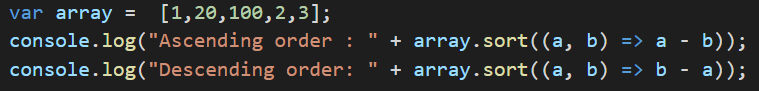 var array =  [1,20,100,2,3];
console.log("Ascending order : " + array.sort((a, b) => a - b));
console.log("Descending order: " + array.sort((a, b) => b - a));